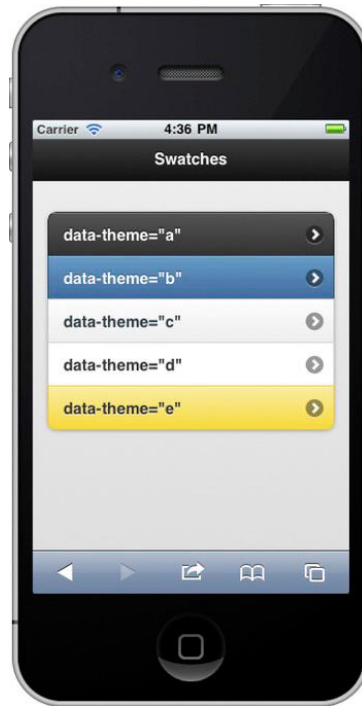 Carrier 4:36 PM
Swatches
data-theme="a"
data-theme="b"
data-theme="c"
data-theme="d"
data-theme="e"